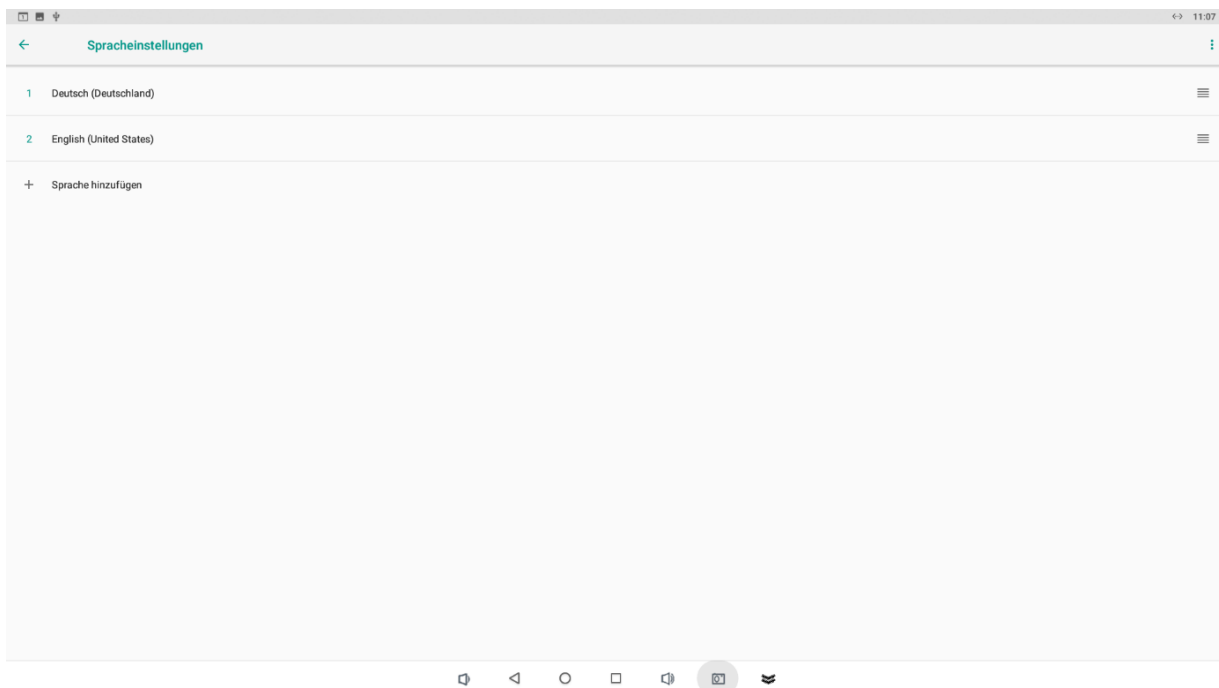 11:07
Spracheinstellungen
1 Deutsch (Deutschland)
2 English (United States)
+ Sprache hinzufügen